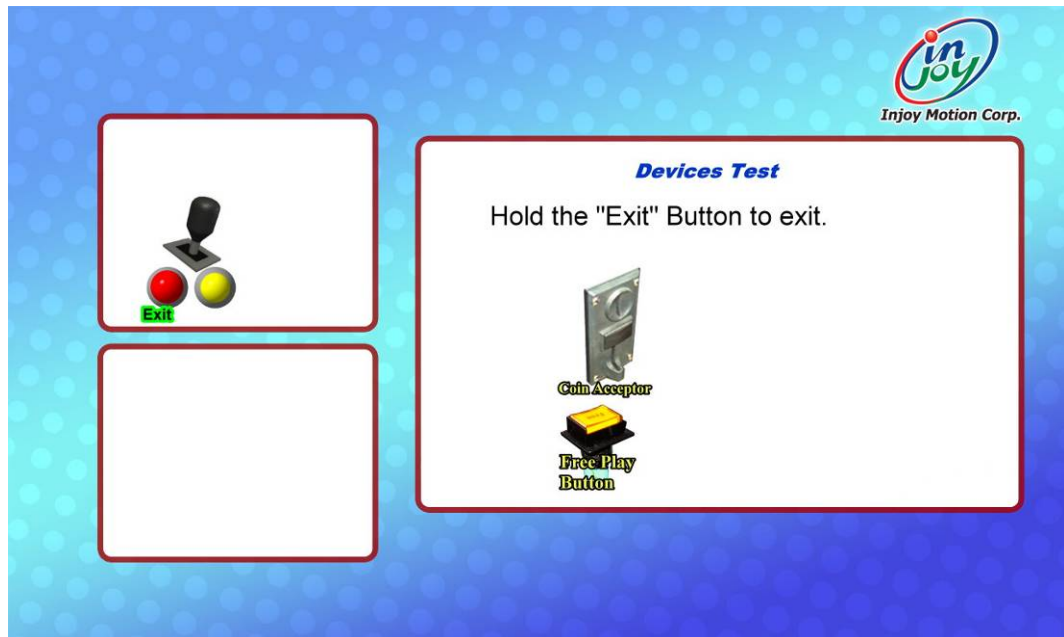 in
joy
Injoy Motion Corp.
Exit
Devices Test
Hold the "Exit" Button to exit.
Coin Acceptor
Free Play
Button